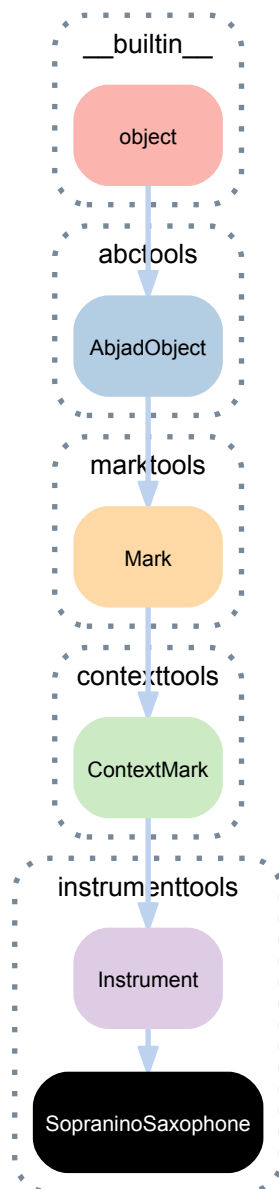 __builtin__
object
abctools
AbjadObject
marktools
Mark
contexttools
ContextMark
instrumenttools
Instrument
SopraninoSaxophone